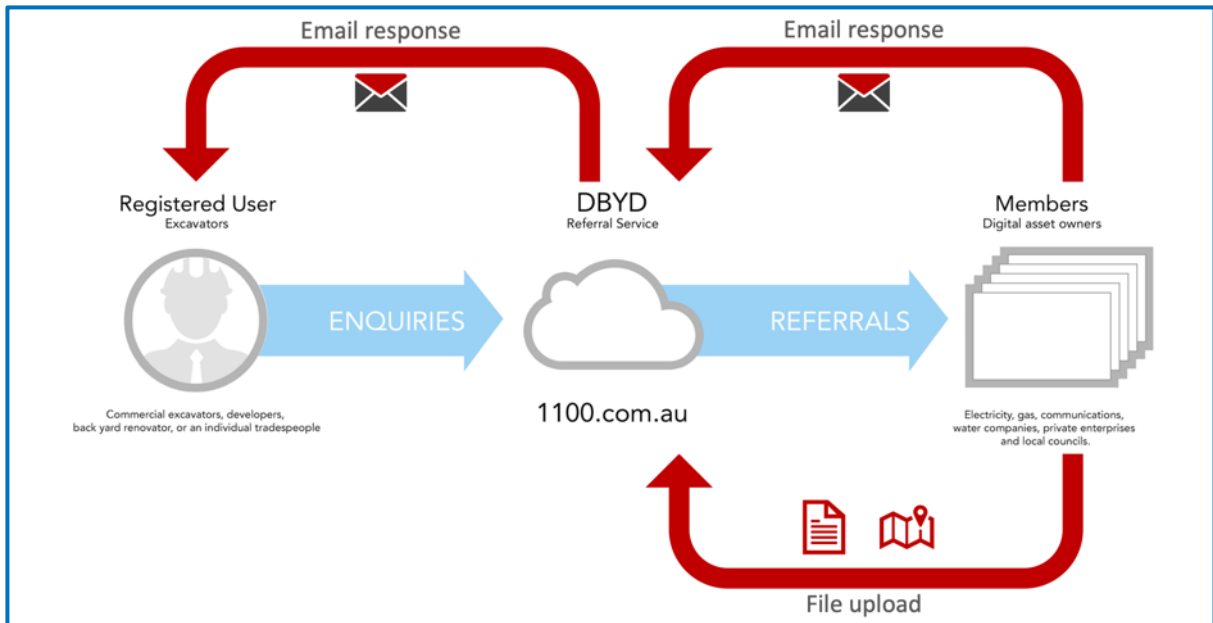 Email response
Email response
Registered User
Excavators
DBYD
Referral Service
Members
Digital asset owners
ENQUIRIES
REFERRALS
Commercial excavators, developers,
back yard renovator, or an individual tradespeople
1100.com.au
Electricity, gas, communications,
water companies, private enterprises
and local councils.
File upload